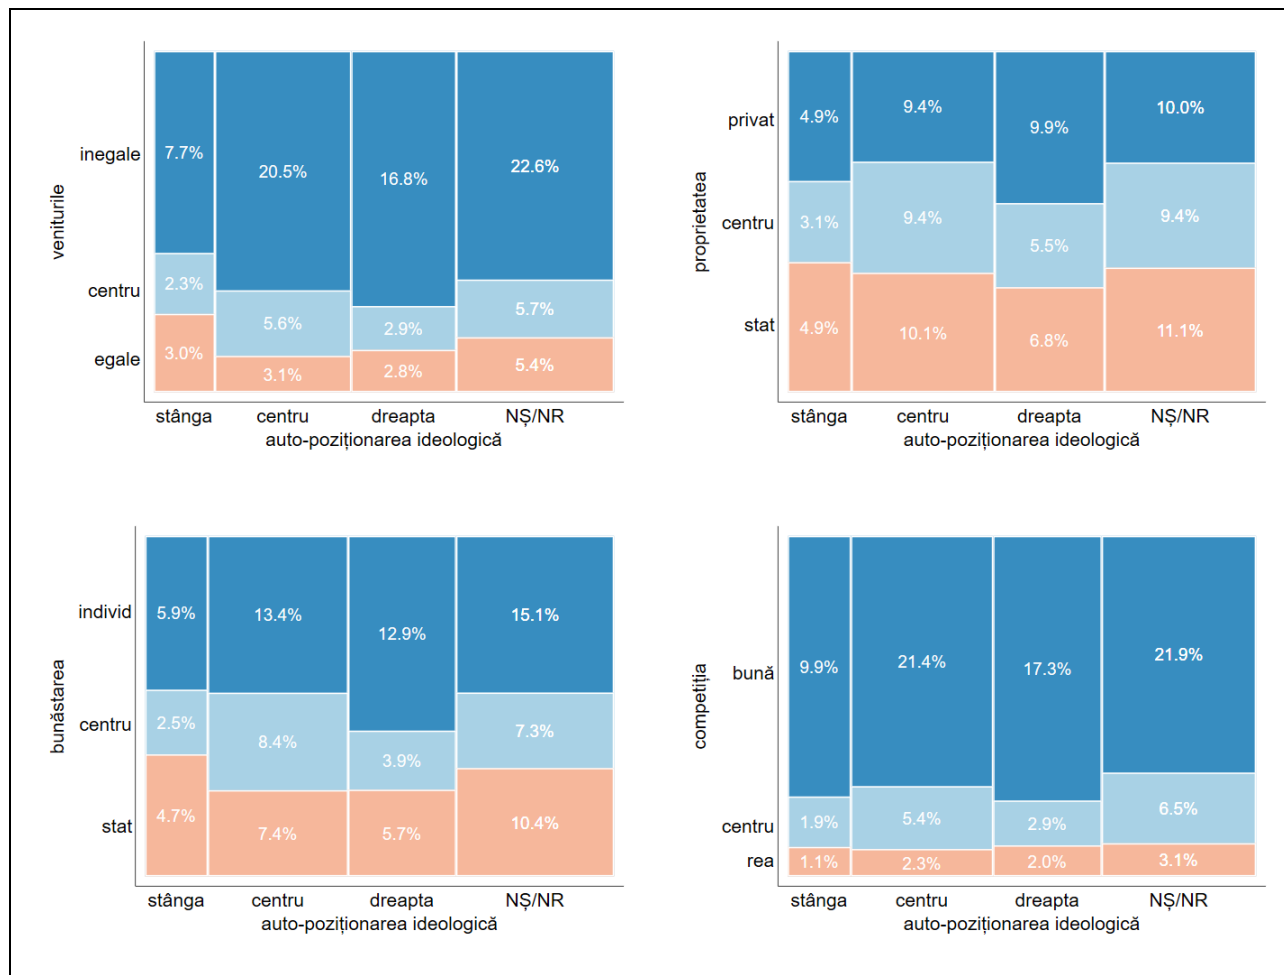 veniturile
inegale
centru
egale
7.7%
20.5%
16.8%
22.6%
2.3%
5.6%
2.9%
5.7%
3.0%
3.1%
2.8%
5.4%
stânga
centru
dreapta
NȘ/NR
auto-poziționarea ideologică
proprietatea
privat
centru
stat
4.9%
9.4%
9.9%
10.0%
3.1%
9.4%
5.5%
9.4%
4.9%
10.1%
6.8%
11.1%
stânga
centru
dreapta
NȘ/NR
auto-poziționarea ideologică
bunăstarea
individ
centru
stat
5.9%
13.4%
12.9%
15.1%
2.5%
8.4%
3.9%
7.3%
4.7%
7.4%
5.7%
10.4%
stânga
centru
dreapta
NȘ/NR
auto-poziționarea ideologică
competiția
bună
centru
rea
9.9%
21.4%
17.3%
21.9%
1.9%
5.4%
2.9%
6.5%
1.1%
2.3%
2.0%
3.1%
stânga
centru
dreapta
NȘ/NR
auto-poziționarea ideologică